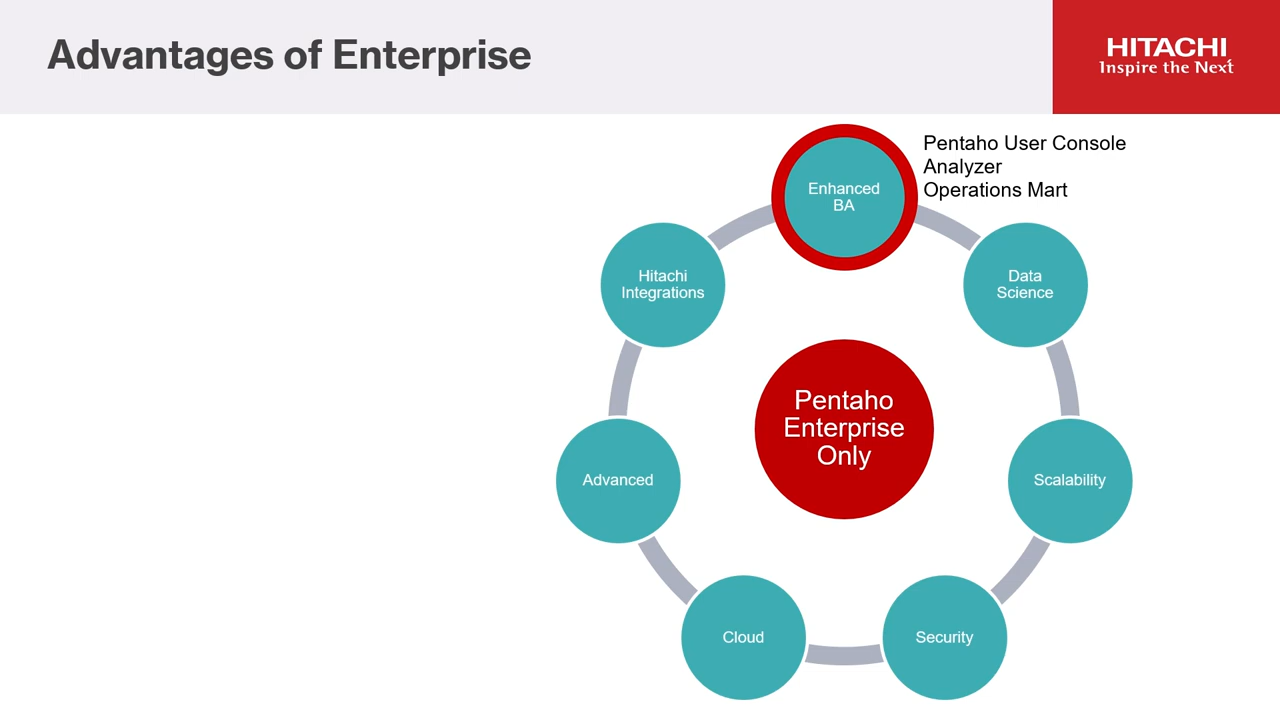 Advantages of Enterprise
HITACHI
Inspire the Next
Pentaho User Console
Analyzer
Operations Mart
Enhanced
BA
Hitachi
Integrations
Data
Science
Pentaho
Enterprise
Only
Advanced
Scalability
Cloud
Security